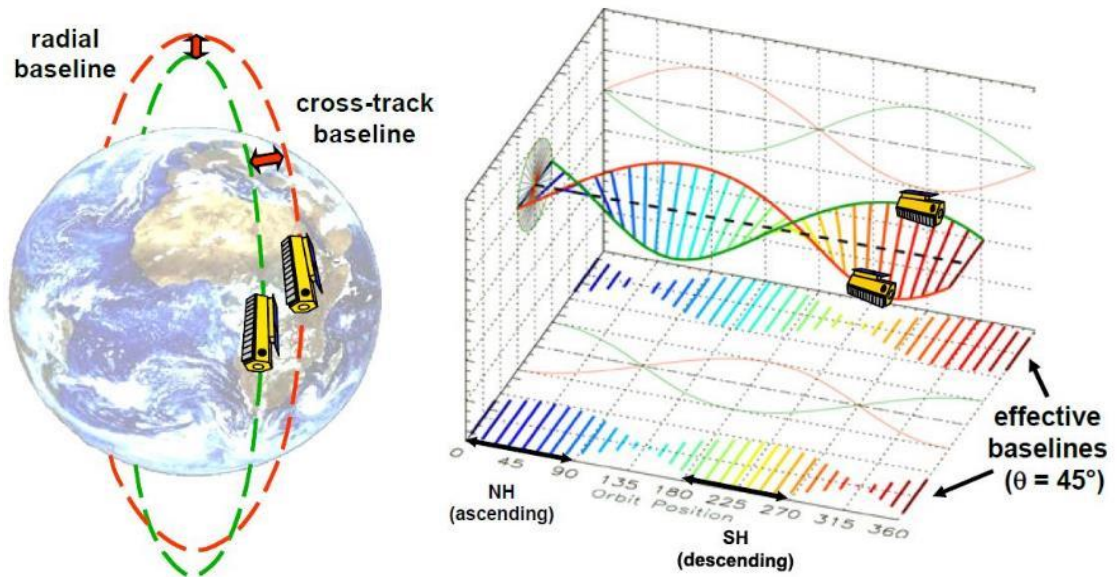 radial
baseline
cross-track
baseline
0 45 90 135 180 225 270 315 360
Orbit Position
NH
(ascending)
SH
(descending)
effective
baselines
(θ = 45°)